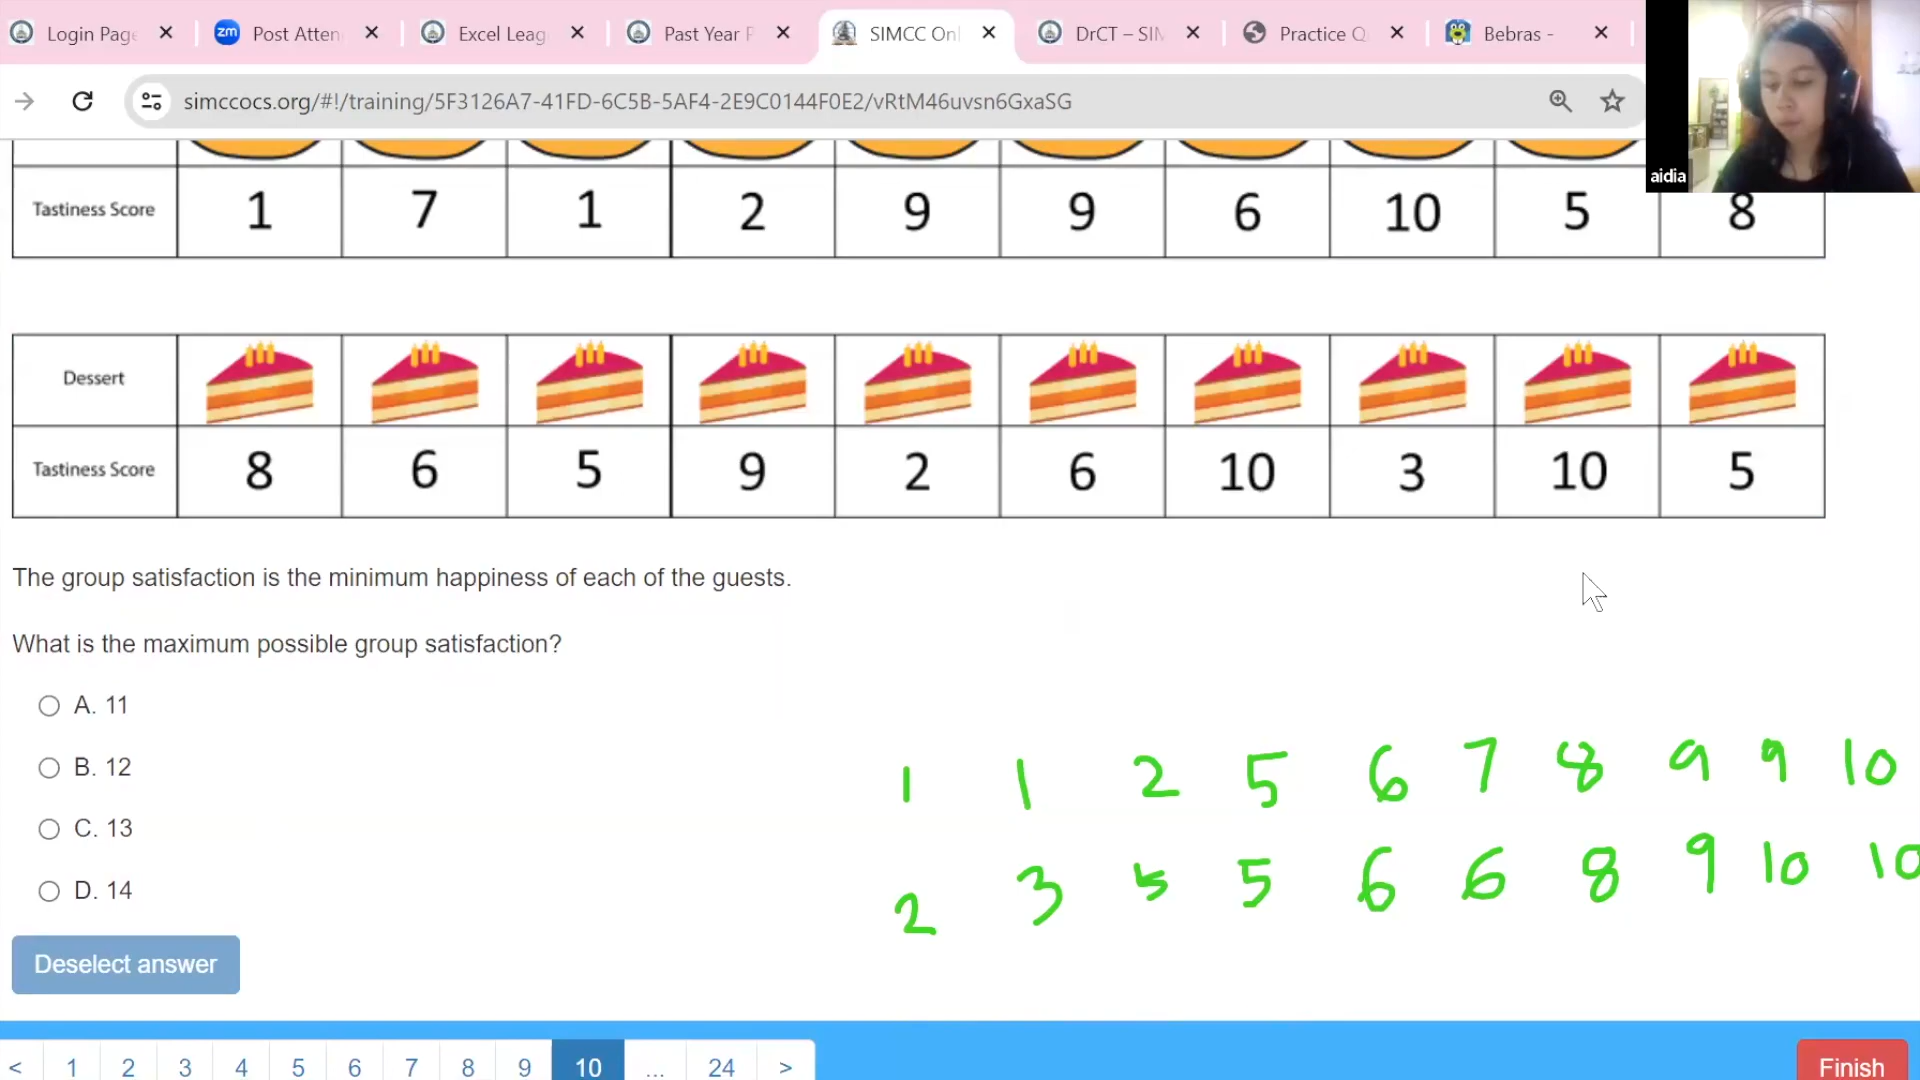 Login Page
zm Post Atten
Excel Leag
Past Year P
SIMCC Onl
DrCT – SIM
Practice Q
Bebras -
simccocs.org/#!/training/5F3126A7-41FD-6C5B-5AF4-2E9C0144F0E2/vRtM46uvsn6GxaSG
aidia
Tastiness Score 1 7 1 2 9 9 6 10 5 8
Dessert
Tastiness Score 8 6 5 9 2 6 10 3 10 5
The group satisfaction is the minimum happiness of each of the guests.
What is the maximum possible group satisfaction?
A. 11
B. 12
C. 13
D. 14
1 1 2 5 6 7 8 9 9 10
2 3 5 5 6 6 8 9 10 10
Deselect answer
< 1 2 3 4 5 6 7 8 9 10 ... 24 >
Finish